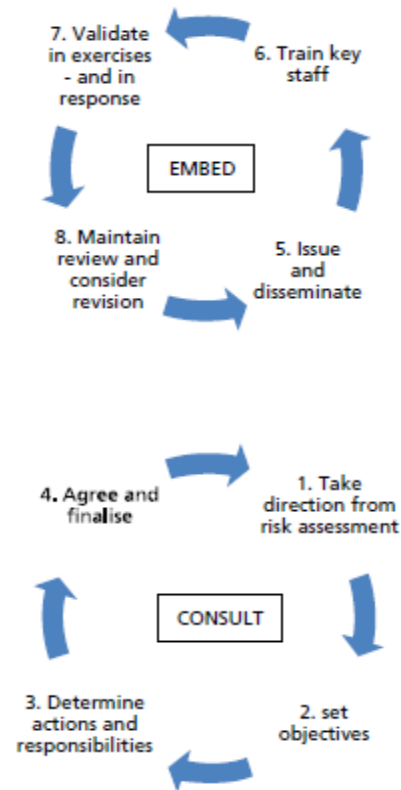 7. Validate
in exercises
- and in
response
6. Train key
staff
EMBED
8. Maintain
review and
consider
revision
5. Issue
and
disseminate
4. Agree and
finalise
1. Take
direction from
risk assessment
CONSULT
3. Determine
actions and
responsibilities
2. set
objectives